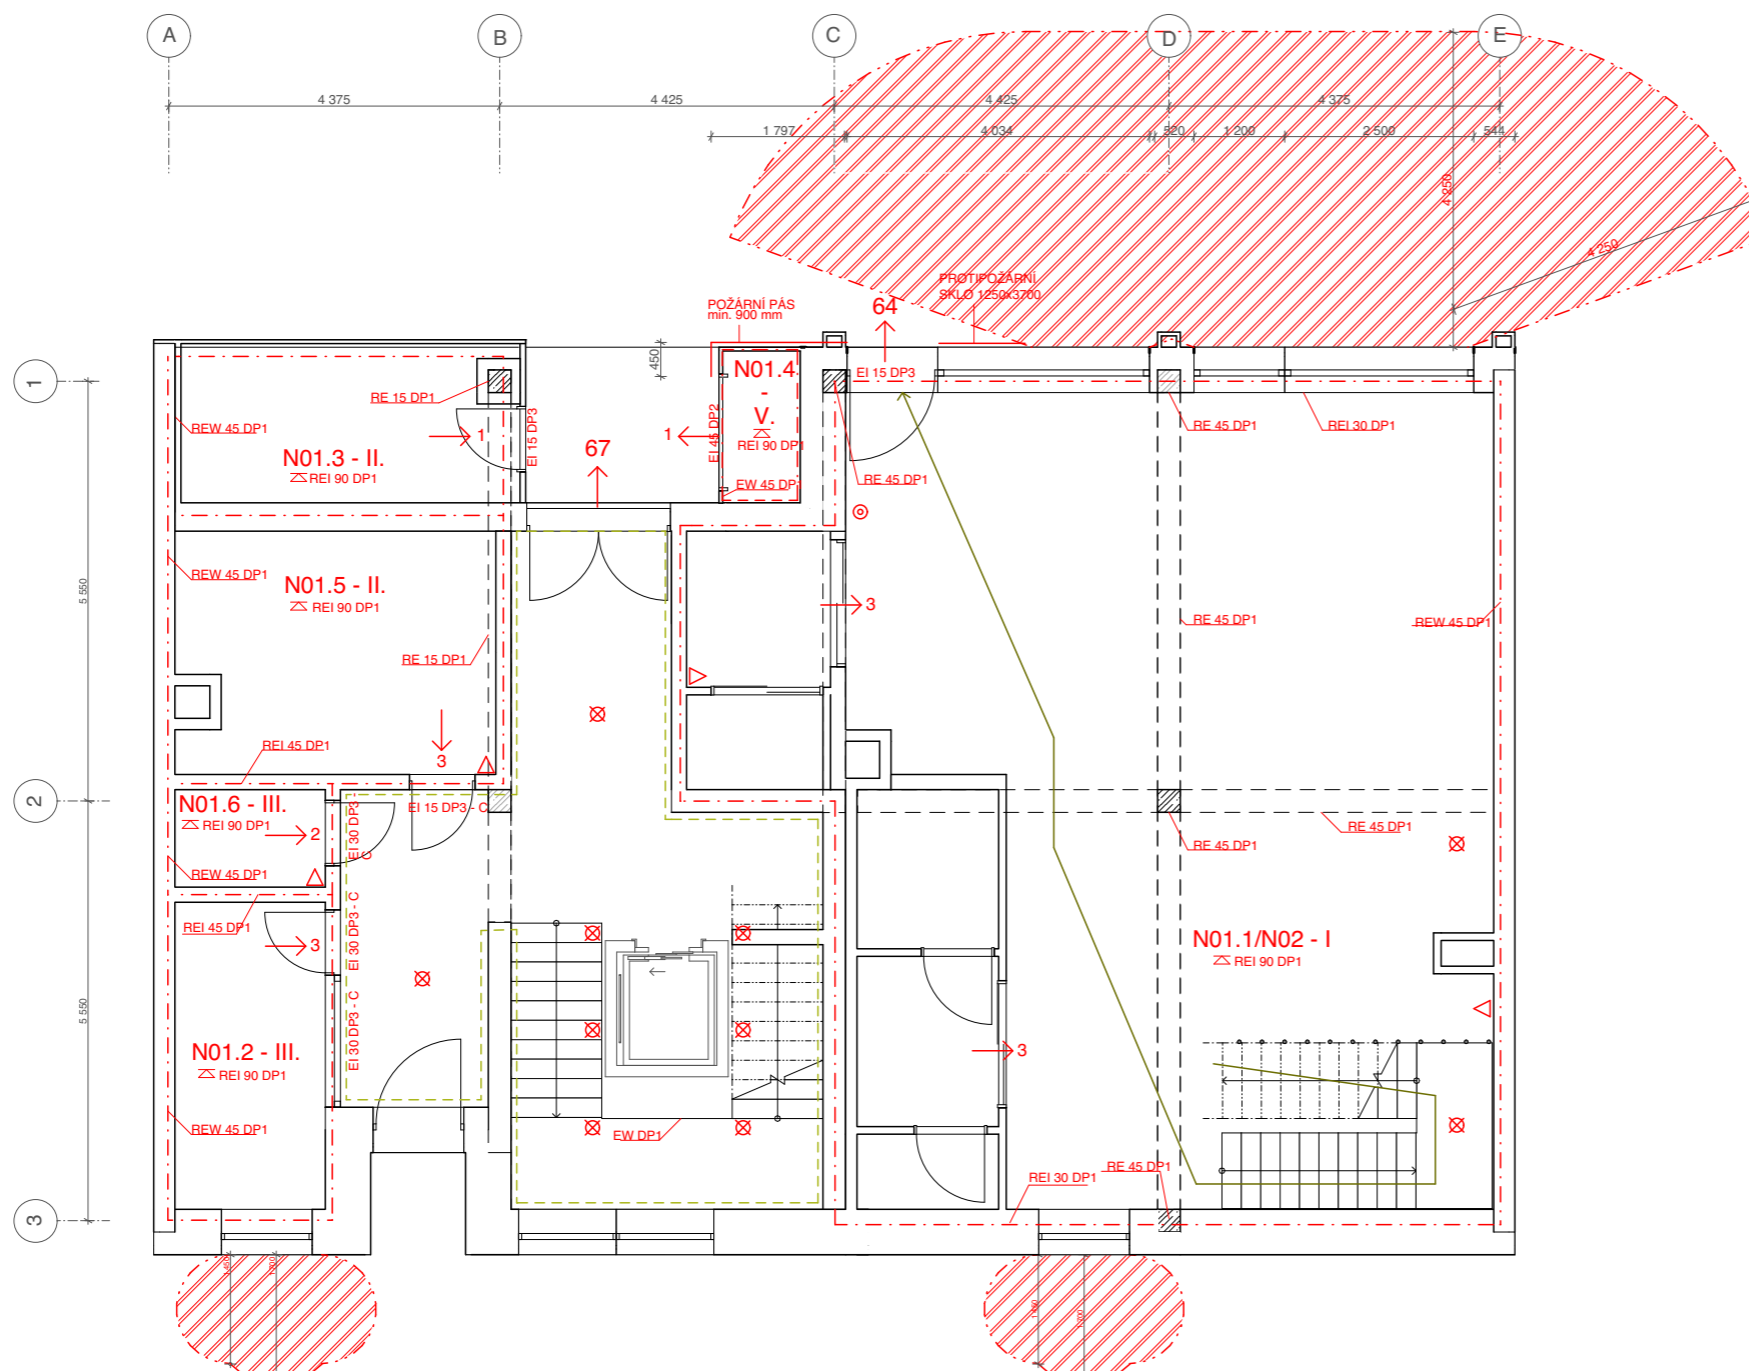 A
B
C
D
E
4 375
4 425
4 425
4 375
1 797
4 034
520
1 200
2 500
544
4 250
4 250
PROTIPOŽÁRNÍ
SKLO 1250x3700
POŽÁRNÍ PÁS
min. 900 mm
64
450
1
N01.4
-
V.
REI 90 DP1
EI 15 DP3
RE 15 DP1
REW 45 DP1
1
EI 15 DP3
67
1
EI 45 DP2
RE 45 DP1
REI 30 DP1
N01.3 - II.
REI 90 DP1
EW 45 DP
RE 45 DP1
REW 45 DP1
N01.5 - II.
REI 90 DP1
5 550
3
RE 45 DP1
REW 45 DP1
RE 15 DP1
REI 45 DP1
3
2
N01.6 - III.
REI 90 DP1
2
EI 30 DP3 -
C
EI 15 DP3 - C
RE 45 DP1
RE 45 DP1
REW 45 DP1
REI 45 DP1
3
EI 30 DP3 - C
N01.1/N02 - I
REI 90 DP1
5 550
EI 30 DP3 - C
N01.2 - III.
REI 90 DP1
3
REW 45 DP1
EW DP1
RE 45 DP1
REI 30 DP1
3
1 200
1 200